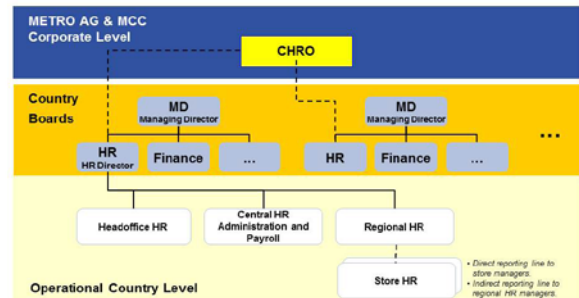 METRO AG & MCC
Corporate Level
CHRO
Country
Boards
MD
Managing Director
MD
Managing Director
...
HR
HR Director
Finance
...
HR
Finance
...
Headoffice HR
Central HR
Administration and
Payroll
Regional HR
Store HR
• Direct reporting line to
store managers.
• Indirect reporting line to
regional HR managers.
Operational Country Level